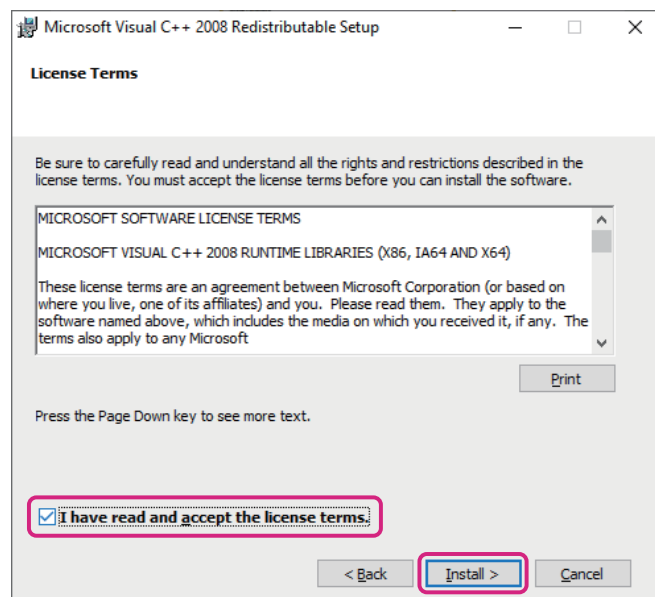 Microsoft Visual C++ 2008 Redistributable Setup
License Terms
Be sure to carefully read and understand all the rights and restrictions described in the
license terms. You must accept the license terms before you can install the software.
MICROSOFT SOFTWARE LICENSE TERMS
MICROSOFT VISUAL C++ 2008 RUNTIME LIBRARIES (X86, IA64 AND X64)
These license terms are an agreement between Microsoft Corporation (or based on
where you live, one of its affiliates) and you.  Please read them.  They apply to the
software named above, which includes the media on which you received it, if any.  The
terms also apply to any Microsoft
Print
Press the Page Down key to see more text.
I have read and accept the license terms.
< Back
Install >
Cancel